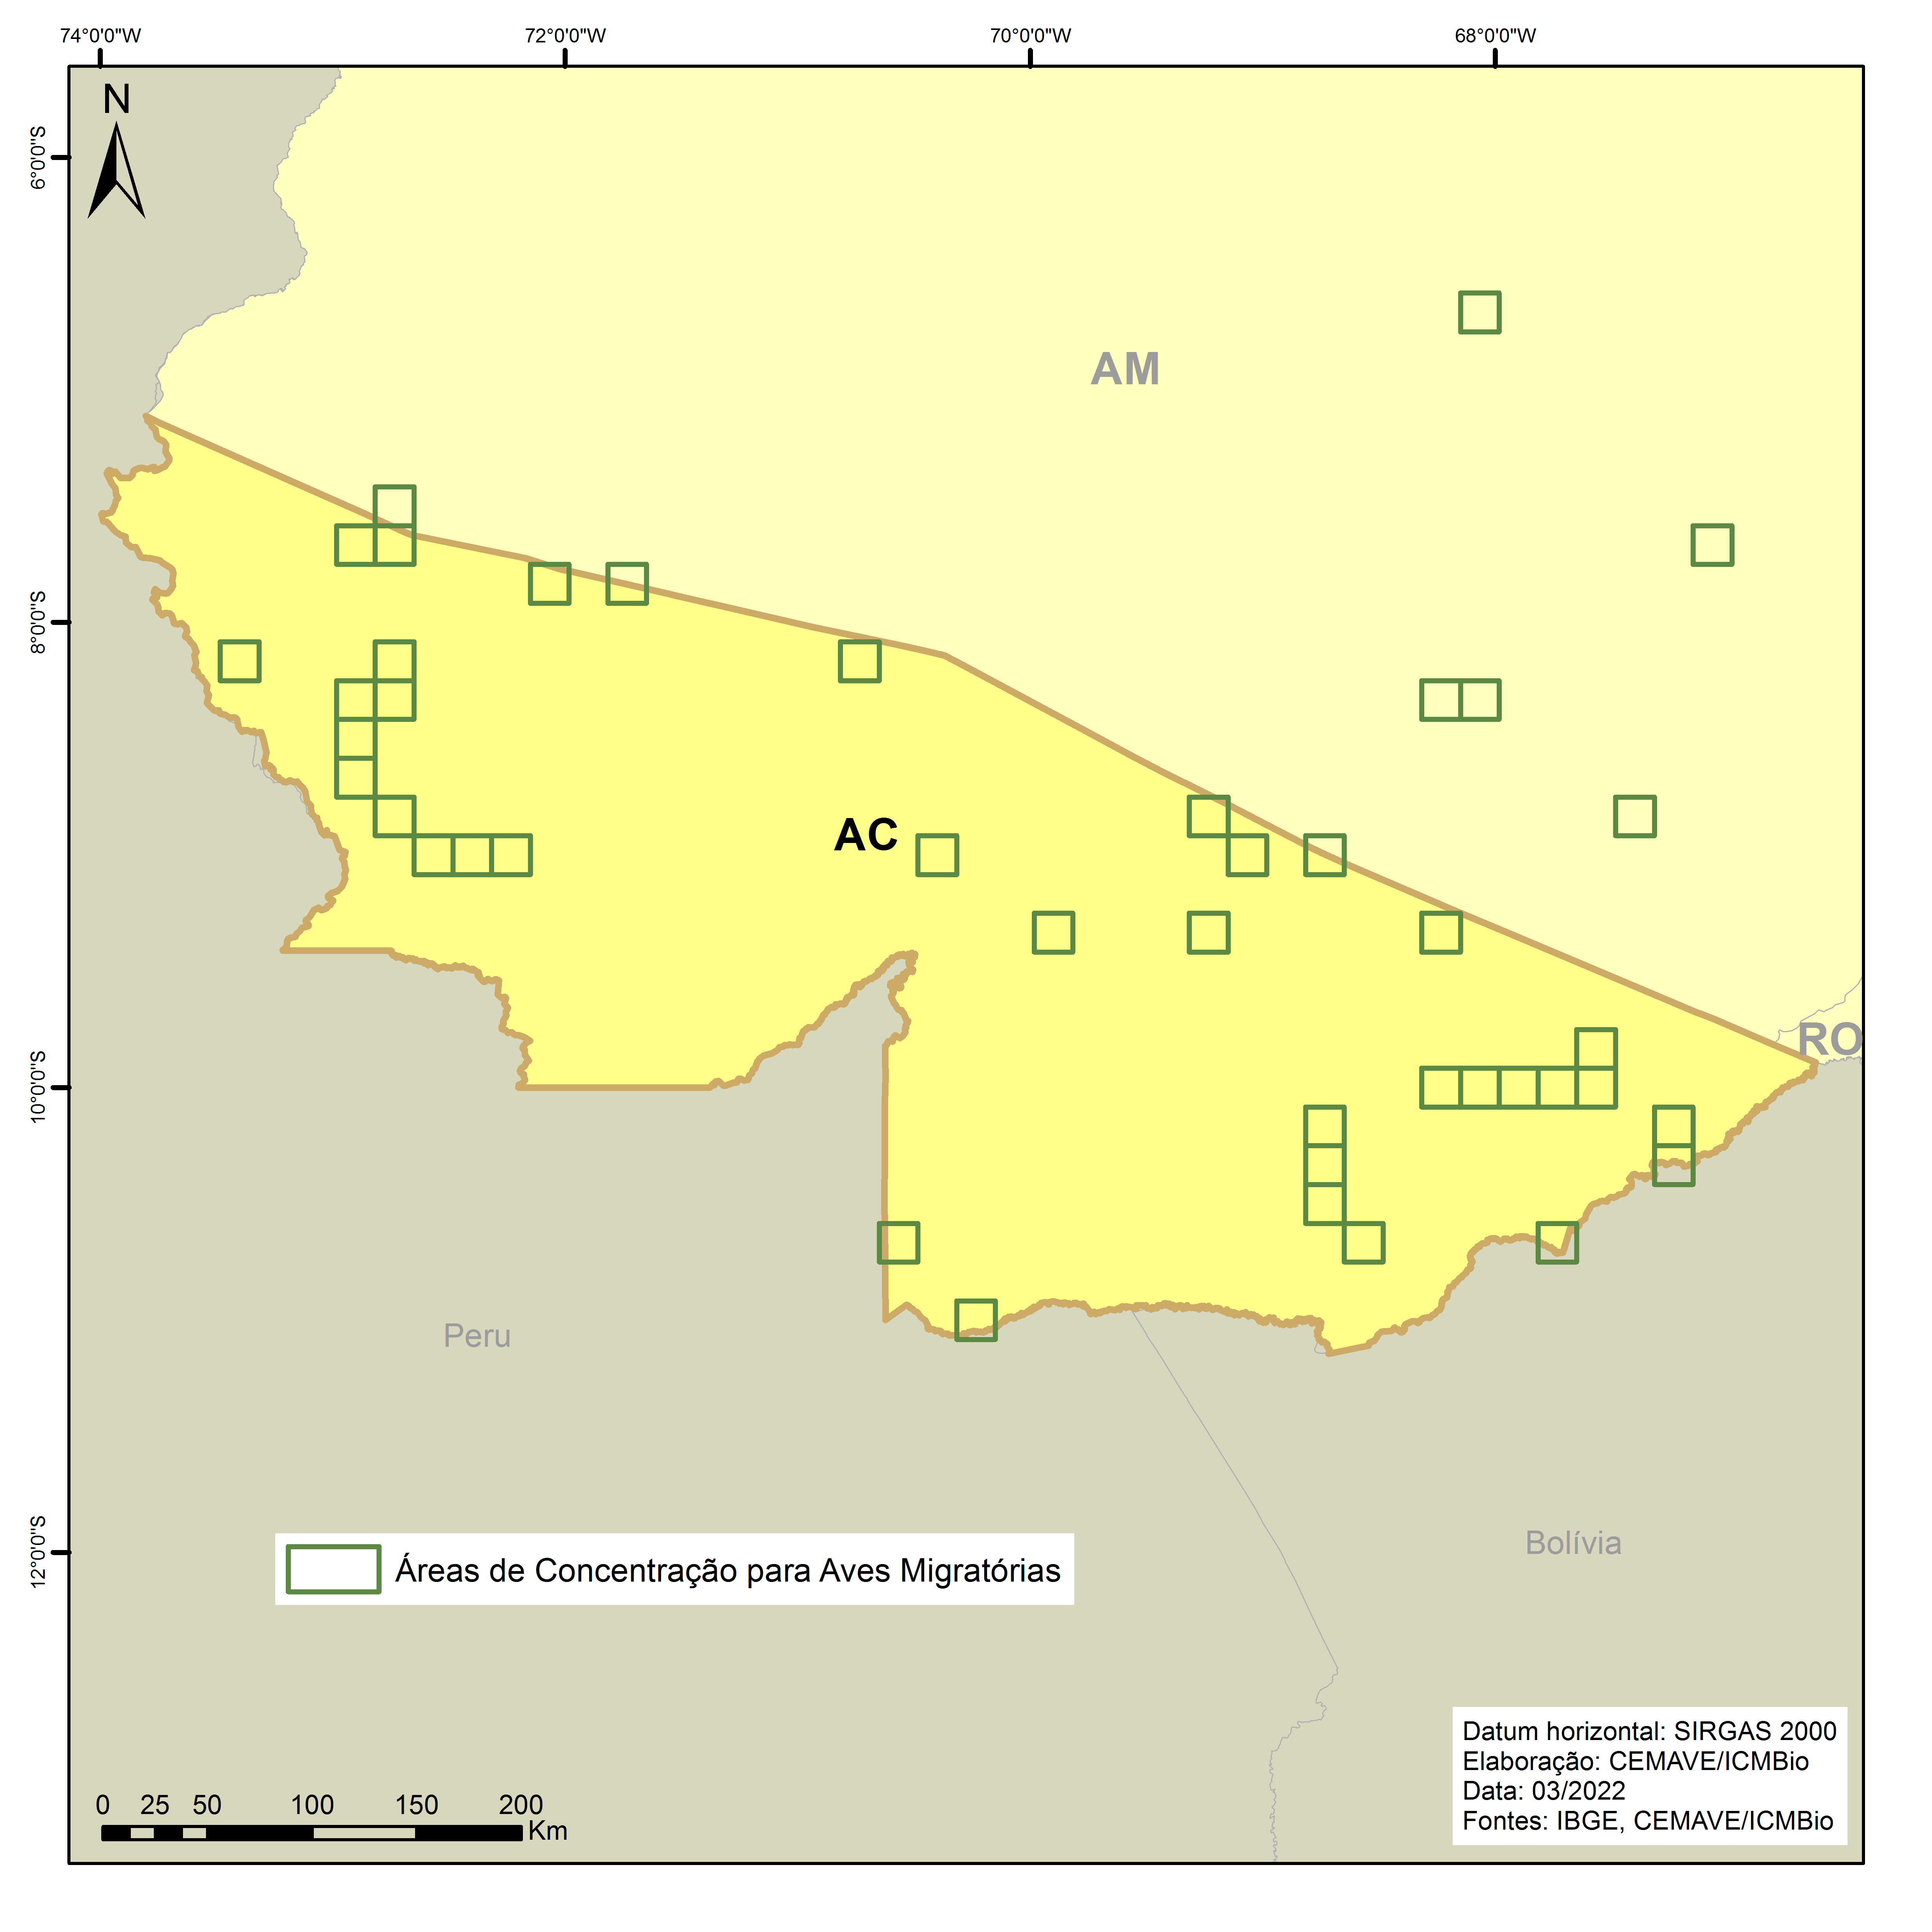 74°0'0"W
72°0'0"W
70°0'0"W
68°0'0"W
N
6°0'0"S
AM
8°0'0"S
AC
RO
10°0'0"S
Peru
12°0'0"S
Bolívia
Áreas de Concentração para Aves Migratórias
Datum horizontal: SIRGAS 2000
Elaboração: CEMAVE/ICMBio
Data: 03/2022
Fontes: IBGE, CEMAVE/ICMBio
0 25 50 100 150 200
Km